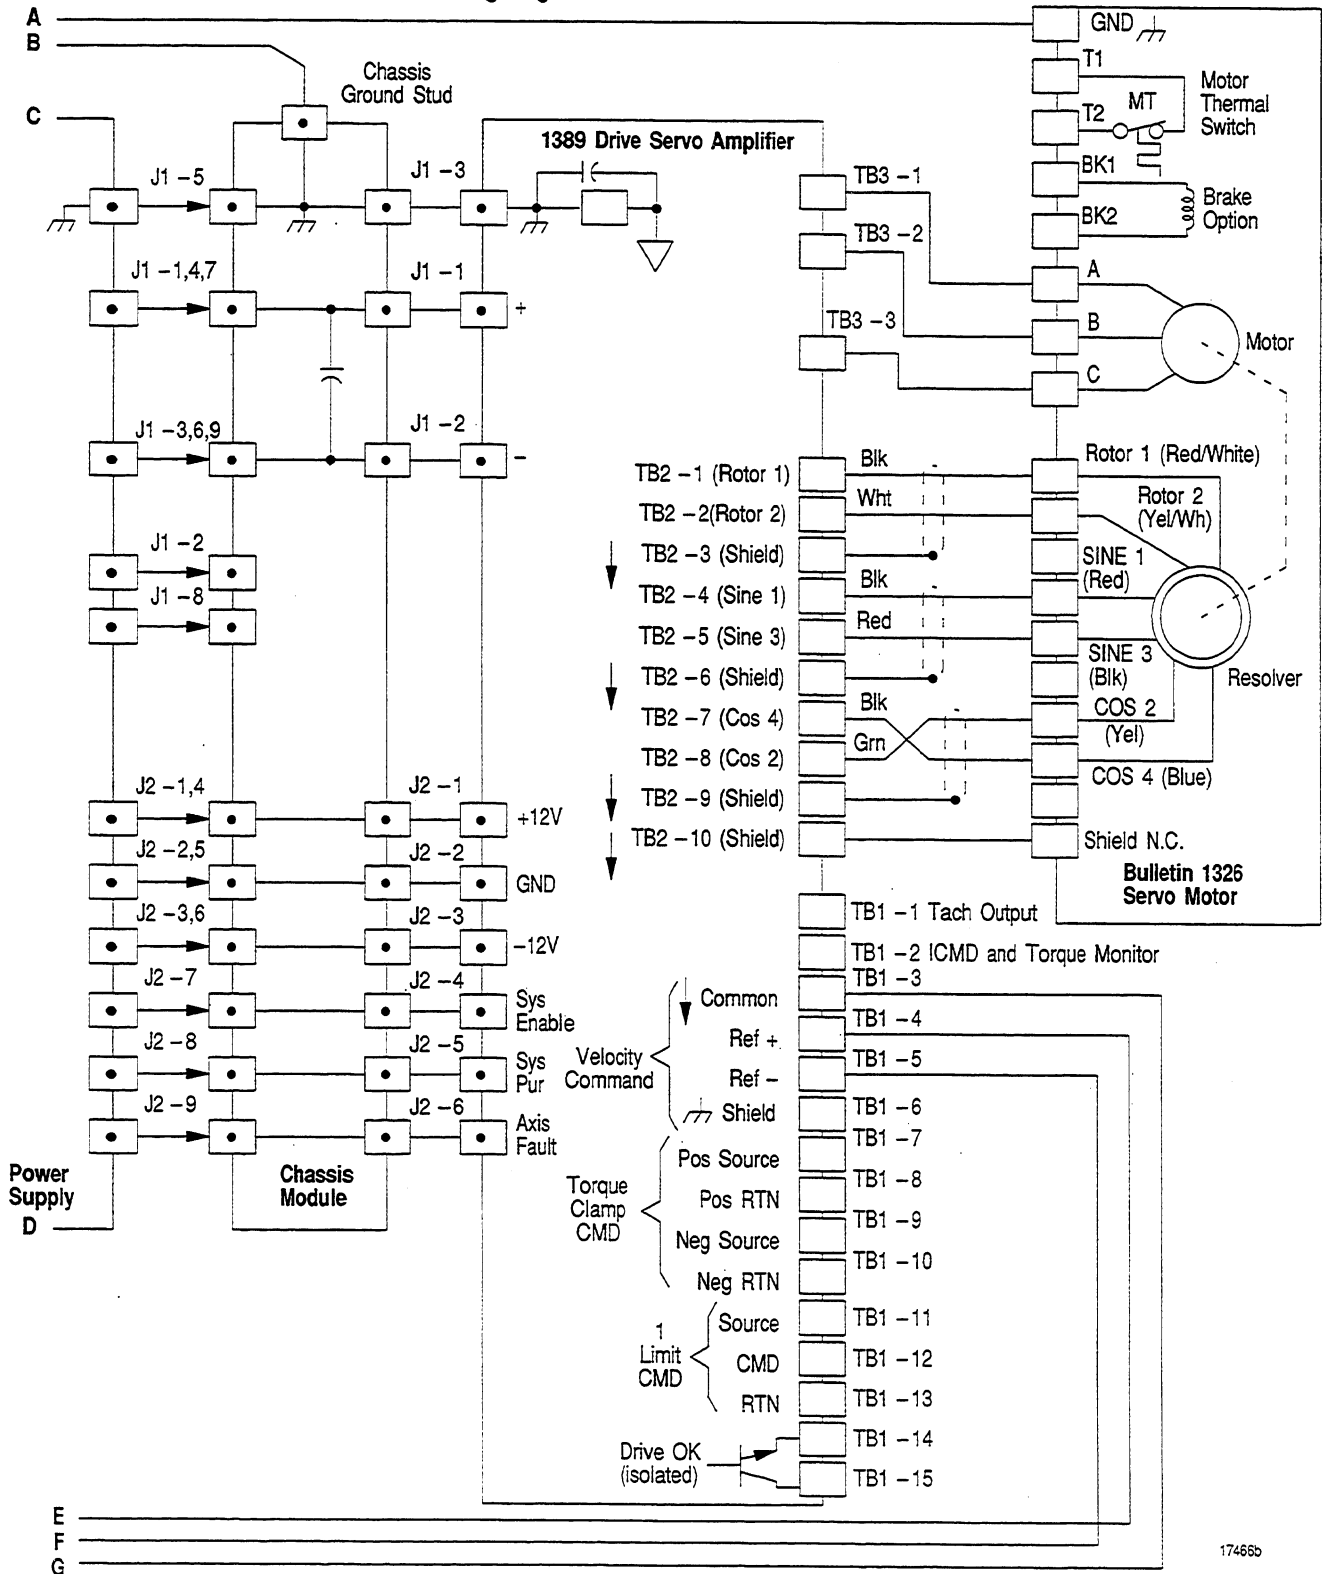 A
B
C
GND
T1
T2
MT
Motor
Thermal
Switch
BK1
BK2
Brake
Option
Chassis
Ground Stud
1389 Drive Servo Amplifier
J1 -5
J1 -3
J1 -1,4,7
J1 -1
+
J1 -3,6,9
J1 -2
-
J1 -2
J1 -8
TB3 -1
TB3 -2
TB3 -3
A
B
C
Motor
TB2 -1 (Rotor 1)
TB2 -2(Rotor 2)
TB2 -3 (Shield)
TB2 -4 (Sine 1)
TB2 -5 (Sine 3)
TB2 -6 (Shield)
TB2 -7 (Cos 4)
TB2 -8 (Cos 2)
TB2 -9 (Shield)
TB2 -10 (Shield)
Blk
Wht
Blk
Red
Blk
Grn
Rotor 1 (Red/White)
Rotor 2
(Yel/Wh)
SINE 1
(Red)
SINE 3
(Blk)
Resolver
COS 2
(Yel)
COS 4 (Blue)
Shield N.C.
Bulletin 1326
Servo Motor
J2 -1,4
J2 -1
+12V
J2 -2,5
J2 -2
GND
J2 -3,6
J2 -3
-12V
J2 -7
J2 -4
Sys
Enable
J2 -8
J2 -5
Sys
Pur
J2 -9
J2 -6
Axis
Fault
Power
Supply
D
Chassis
Module
TB1 -1 Tach Output
TB1 -2 ICMD and Torque Monitor
Velocity
Command
Common
TB1 -3
Ref +
TB1 -4
Ref -
TB1 -5
Shield
TB1 -6
Torque
Clamp
CMD
Pos Source
TB1 -7
Pos RTN
TB1 -8
Neg Source
TB1 -9
Neg RTN
TB1 -10
1
Limit
CMD
Source
TB1 -11
CMD
TB1 -12
RTN
TB1 -13
Drive OK
(isolated)
TB1 -14
TB1 -15
E
F
G
17466b